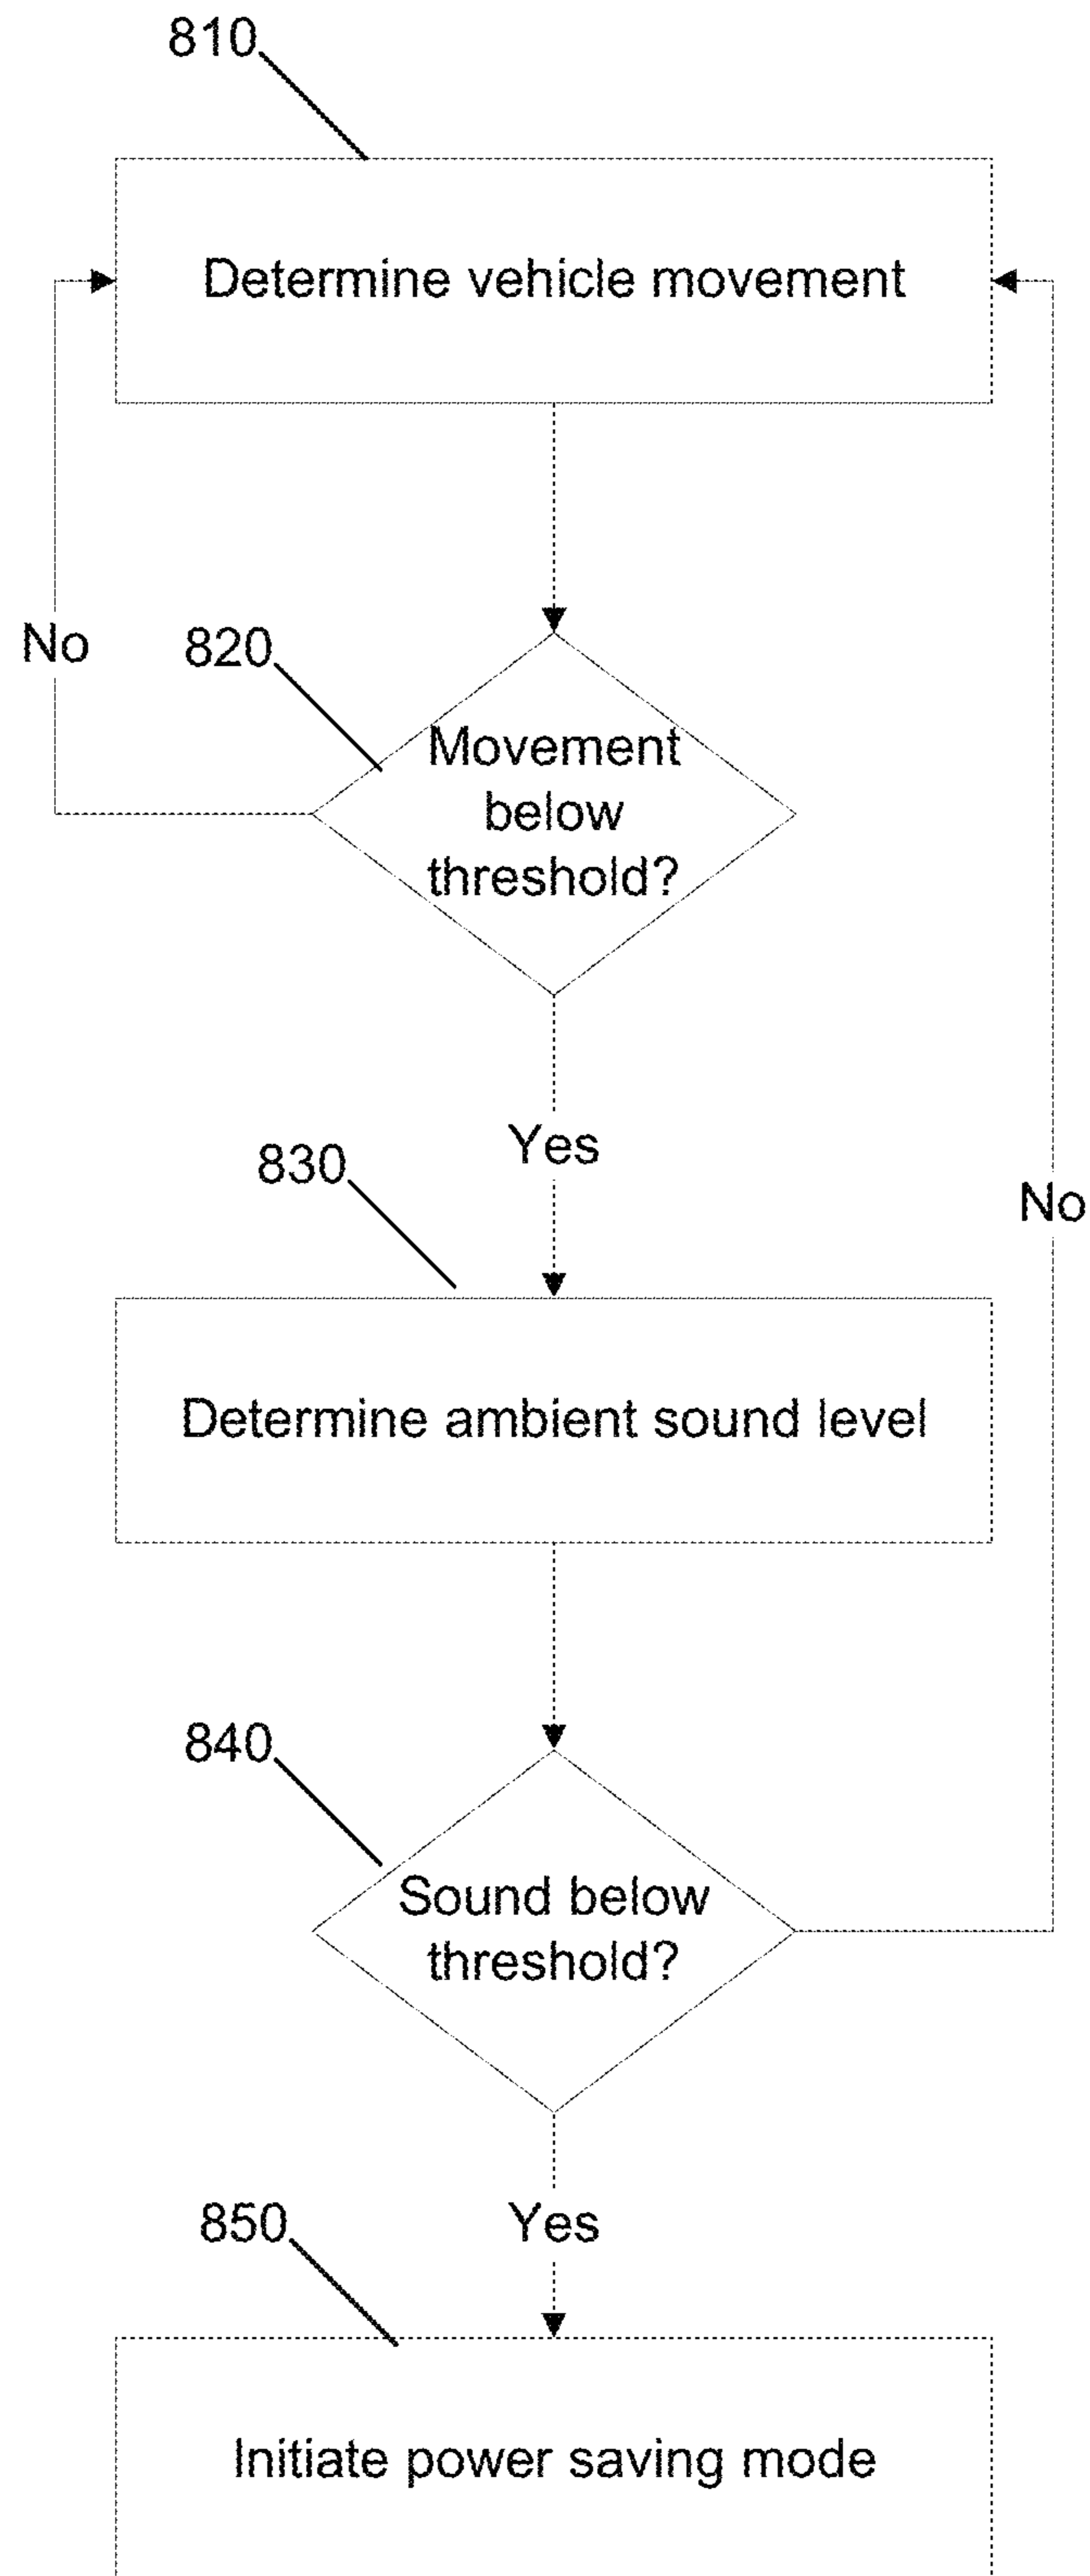 810
Determine vehicle movement
No
820
Movement
below
threshold?
Yes
830
No
Determine ambient sound level
840
Sound below
threshold?
Yes
850
Initiate power saving mode